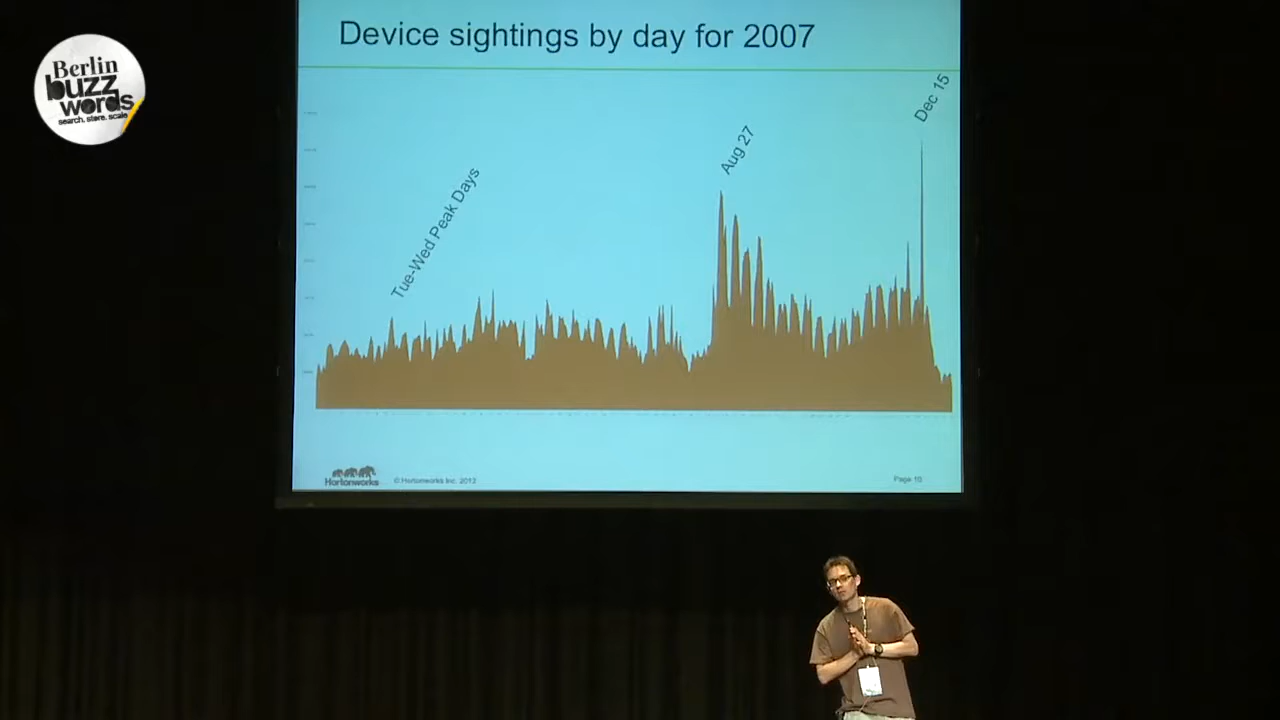 Device sightings by day for 2007
Berlin
buzz
words
search. store. scale
Dec 15
Aug 27
Tue-Wed Peak Days
Hortonworks
© Hortonworks Inc. 2013
Page 10